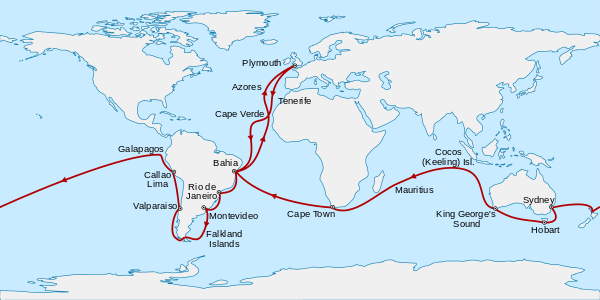 Plymouth
Azores
Tenerife
Cape Verde
Galapagos
Bahia
Cocos
(Keeling) Isl.
Callao
Lima
Rio de
Janeiro
Mauritius
Valparaiso
Sydney
Montevideo
Cape Town
King George's
Sound
Hobart
Falkland
Islands